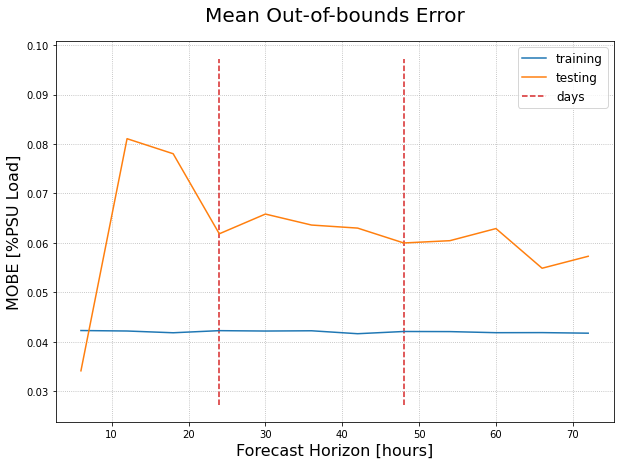 Mean Out-of-bounds Error
training
testing
days
MOBE [%PSU Load]
0.10
0.09
0.08
0.07
0.06
0.05
0.04
0.03
10 20 30 40 50 60 70
Forecast Horizon [hours]